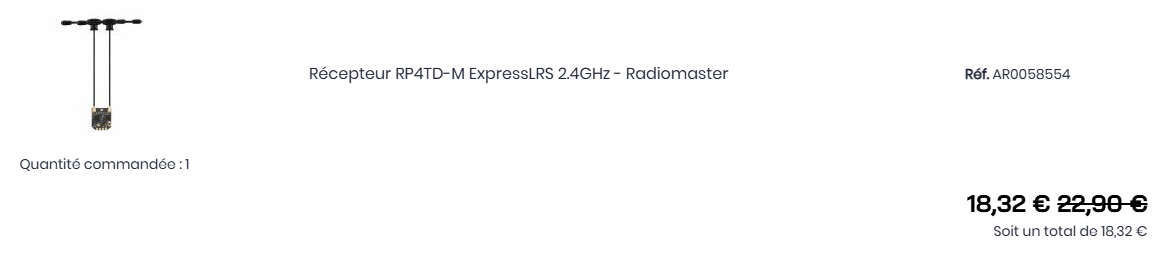 Récepteur RP4TD-M ExpressLRS 2.4GHz - Radiomaster
Réf. AR0058554
Quantité commandée : 1
18,32 € 22,90 €
Soit un total de 18,32 €